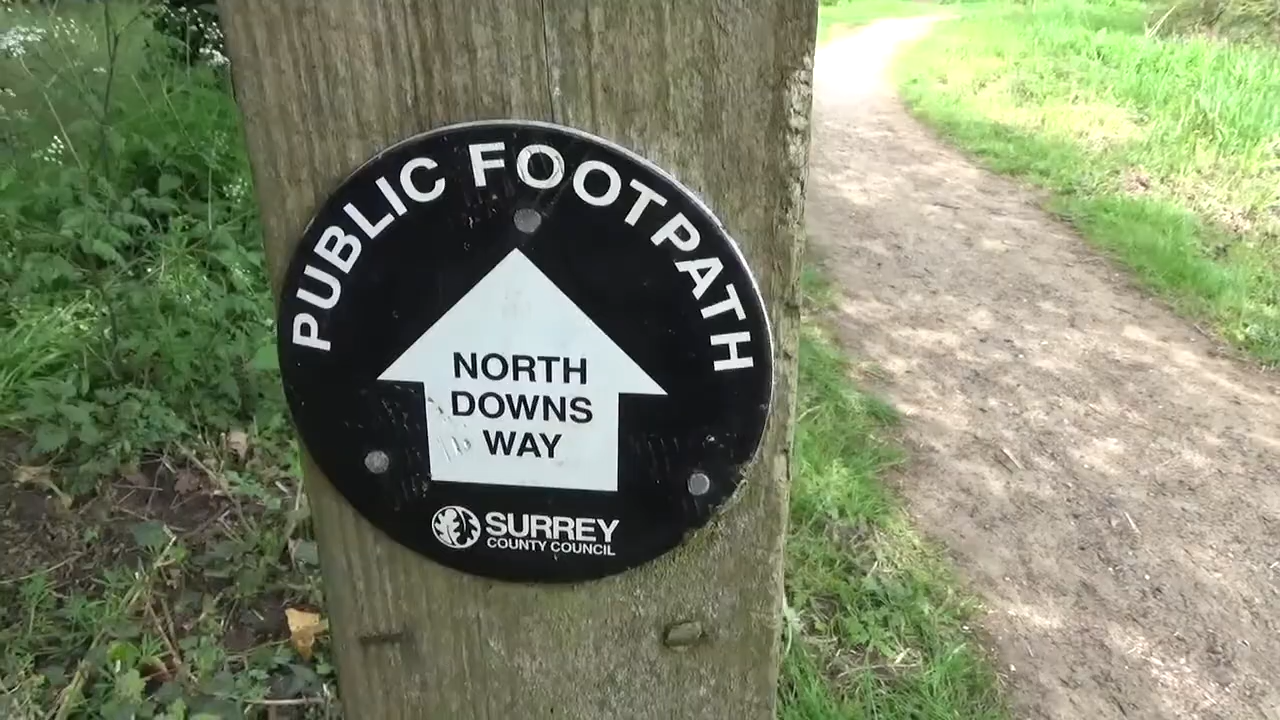 PUBLIC FOOTPATH
NORTH
DOWNS
WAY
SURREY
COUNTY COUNCIL